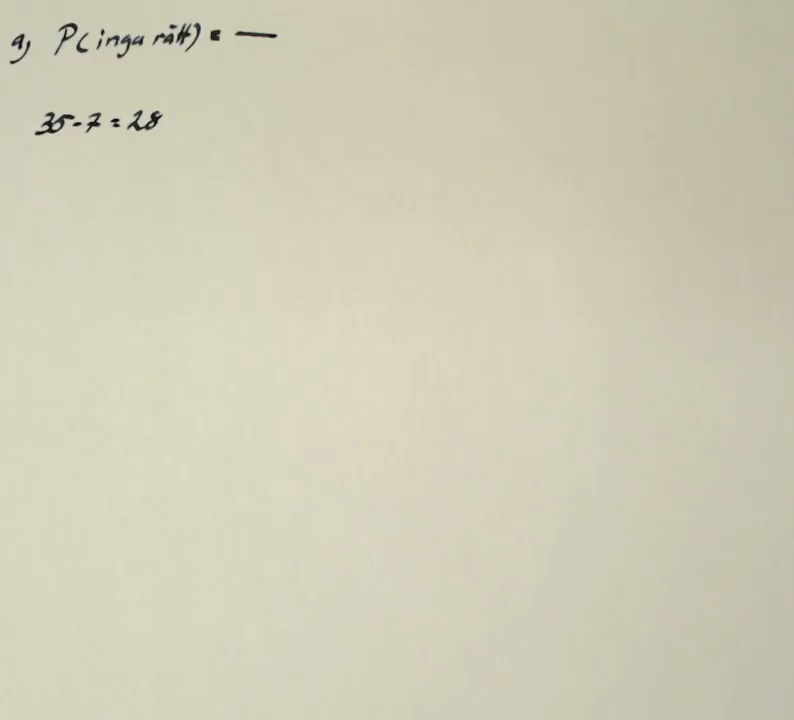 a) P(inga rätt) = —
35-7=28